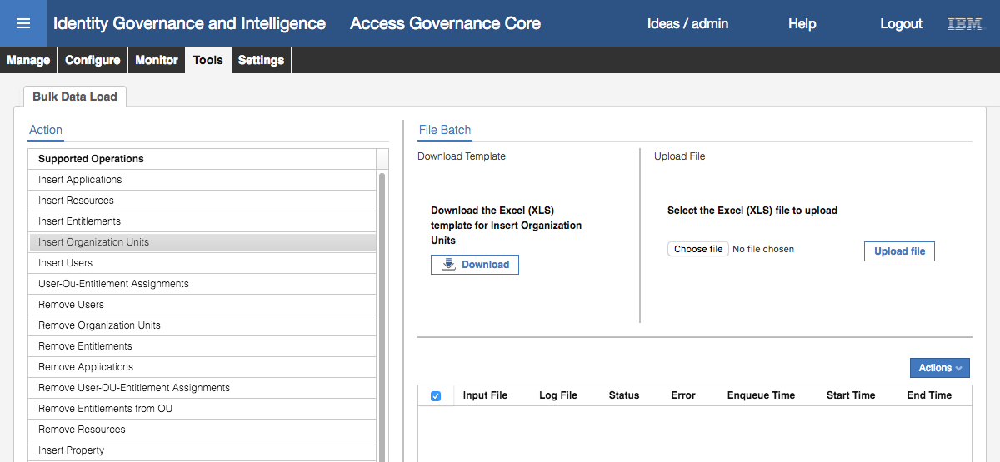 Identity Governance and Intelligence Access Governance Core Ideas / admin Help Logout IBM
Manage Configure Monitor Tools Settings
Bulk Data Load
Action
Supported Operations
Insert Applications
Insert Resources
Insert Entitlements
Insert Organization Units
Insert Users
User-Ou-Entitlement Assignments
Remove Users
Remove Organization Units
Remove Entitlements
Remove Applications
Remove User-OU-Entitlement Assignments
Remove Entitlements from OU
Remove Resources
Insert Property
File Batch
Download Template
Download the Excel (XLS)
template for Insert Organization
Units
Download
Upload File
Select the Excel (XLS) file to upload
Choose file No file chosen
Upload file
Actions
Input File Log File Status Error Enqueue Time Start Time End Time